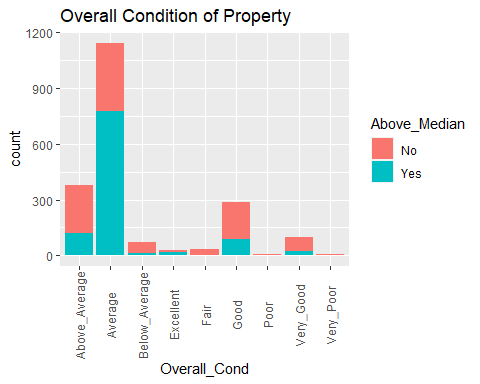 Overall Condition of Property
1200
900
600
300
0
count
Above_Average
Average
Below_Average
Excellent
Fair
Good
Poor
Very_Good
Very_Poor
Overall_Cond
Above_Median
No
Yes